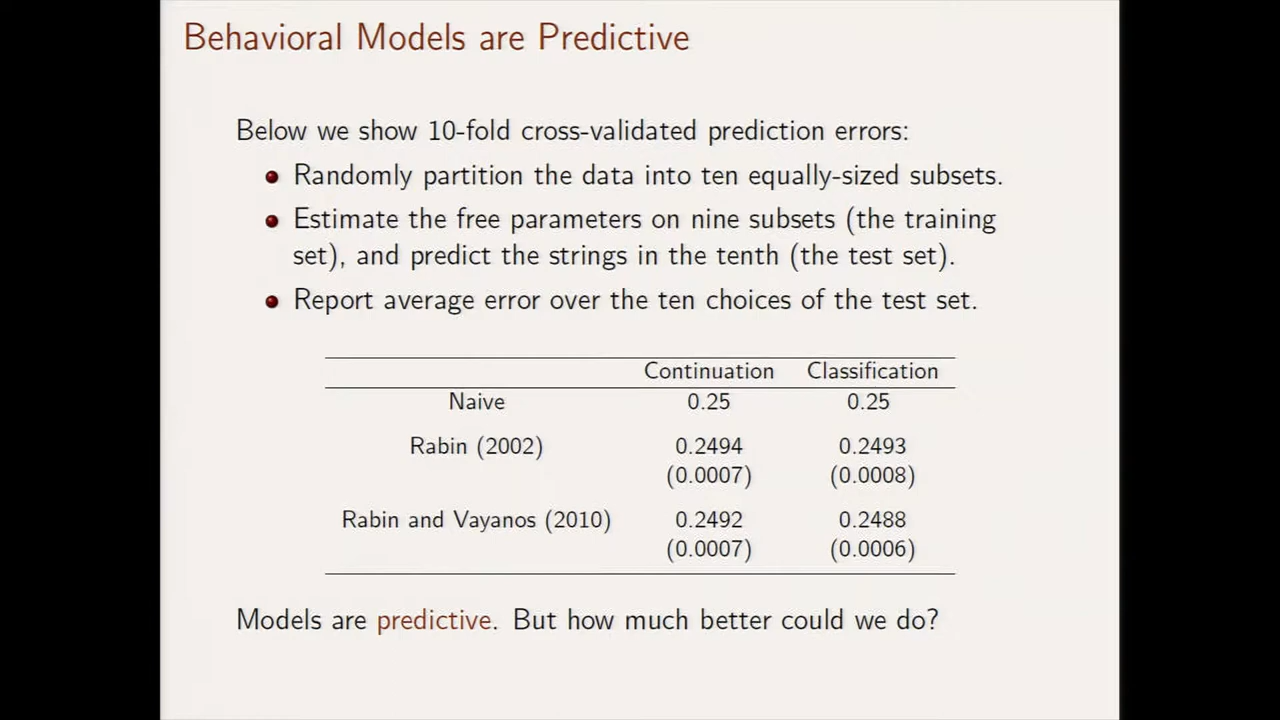 Behavioral Models are Predictive
Below we show 10-fold cross-validated prediction errors:
Randomly partition the data into ten equally-sized subsets.
Estimate the free parameters on nine subsets (the training
set), and predict the strings in the tenth (the test set).
Report average error over the ten choices of the test set.
Continuation Classification
Naive 0.25 0.25
Rabin (2002) 0.2494 0.2493
(0.0007) (0.0008)
Rabin and Vayanos (2010) 0.2492 0.2488
(0.0007) (0.0006)
Models are predictive. But how much better could we do?